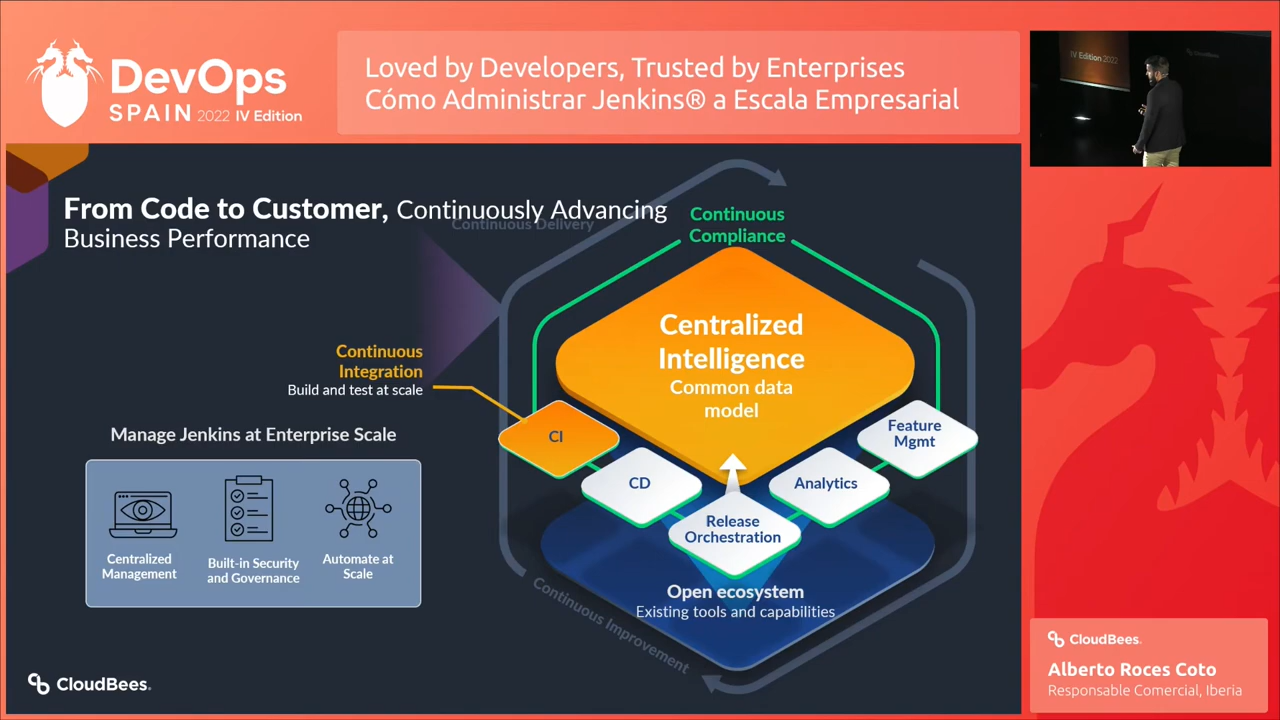 DevOps
SPAIN 2022 IV Edition
Loved by Developers, Trusted by Enterprises
Cómo Administrar Jenkins® a Escala Empresarial
IV Edition 2022
CloudBees
From Code to Customer, Continuously Advancing
Business Performance
Continuous Delivery
Continuous
Compliance
Centralized
Intelligence
Common data
model
Continuous
Integration
Build and test at scale
CI
CD
Release
Orchestration
Analytics
Feature
Mgmt
Manage Jenkins at Enterprise Scale
Centralized
Management
Built-in Security
and Governance
Automate at
Scale
Open ecosystem
Existing tools and capabilities
Continuous Improvement
CloudBees.
CloudBees.
Alberto Roces Coto
Responsable Comercial, Iberia